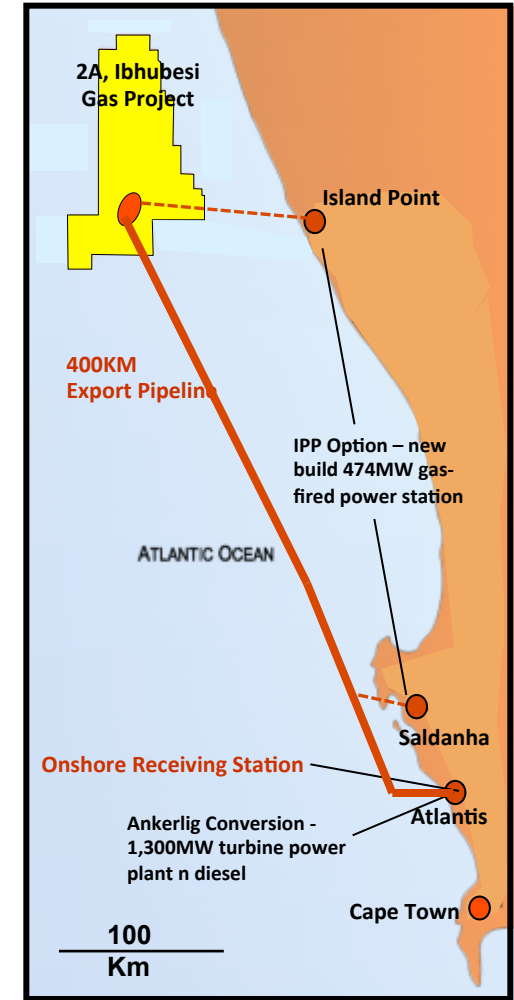 2A, Ibhubesi
Gas Project
Island Point
400KM
Export Pipeline
IPP Option – new
build 474MW gas-
fired power station
ATLANTIC OCEAN
Saldanha
Onshore Receiving Station
Atlantis
Ankerlig Conversion -
1,300MW turbine power
plant n diesel
Cape Town
100
Km